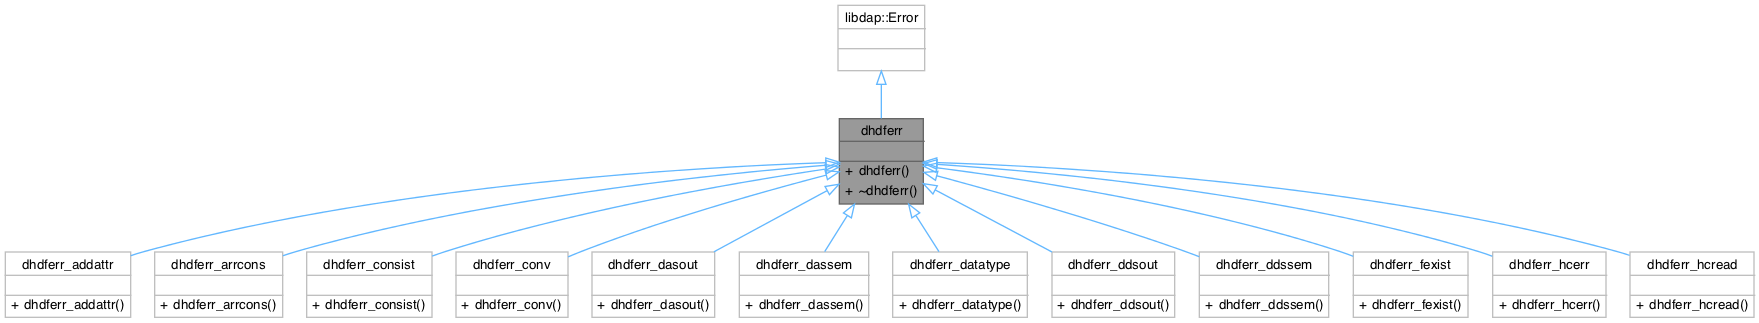 libdap::Error
dhdferr
+ dhdferr()
+ ~dhdferr()
dhdferr_addattr
+ dhdferr_addattr()
dhdferr_arrcons
+ dhdferr_arrcons()
dhdferr_consist
+ dhdferr_consist()
dhdferr_conv
+ dhdferr_conv()
dhdferr_dasout
+ dhdferr_dasout()
dhdferr_dassem
+ dhdferr_dassem()
dhdferr_datatype
+ dhdferr_datatype()
dhdferr_ddsout
+ dhdferr_ddsout()
dhdferr_ddssem
+ dhdferr_ddssem()
dhdferr_fexist
+ dhdferr_fexist()
dhdferr_hcerr
+ dhdferr_hcerr()
dhdferr_hcread
+ dhdferr_hcread()